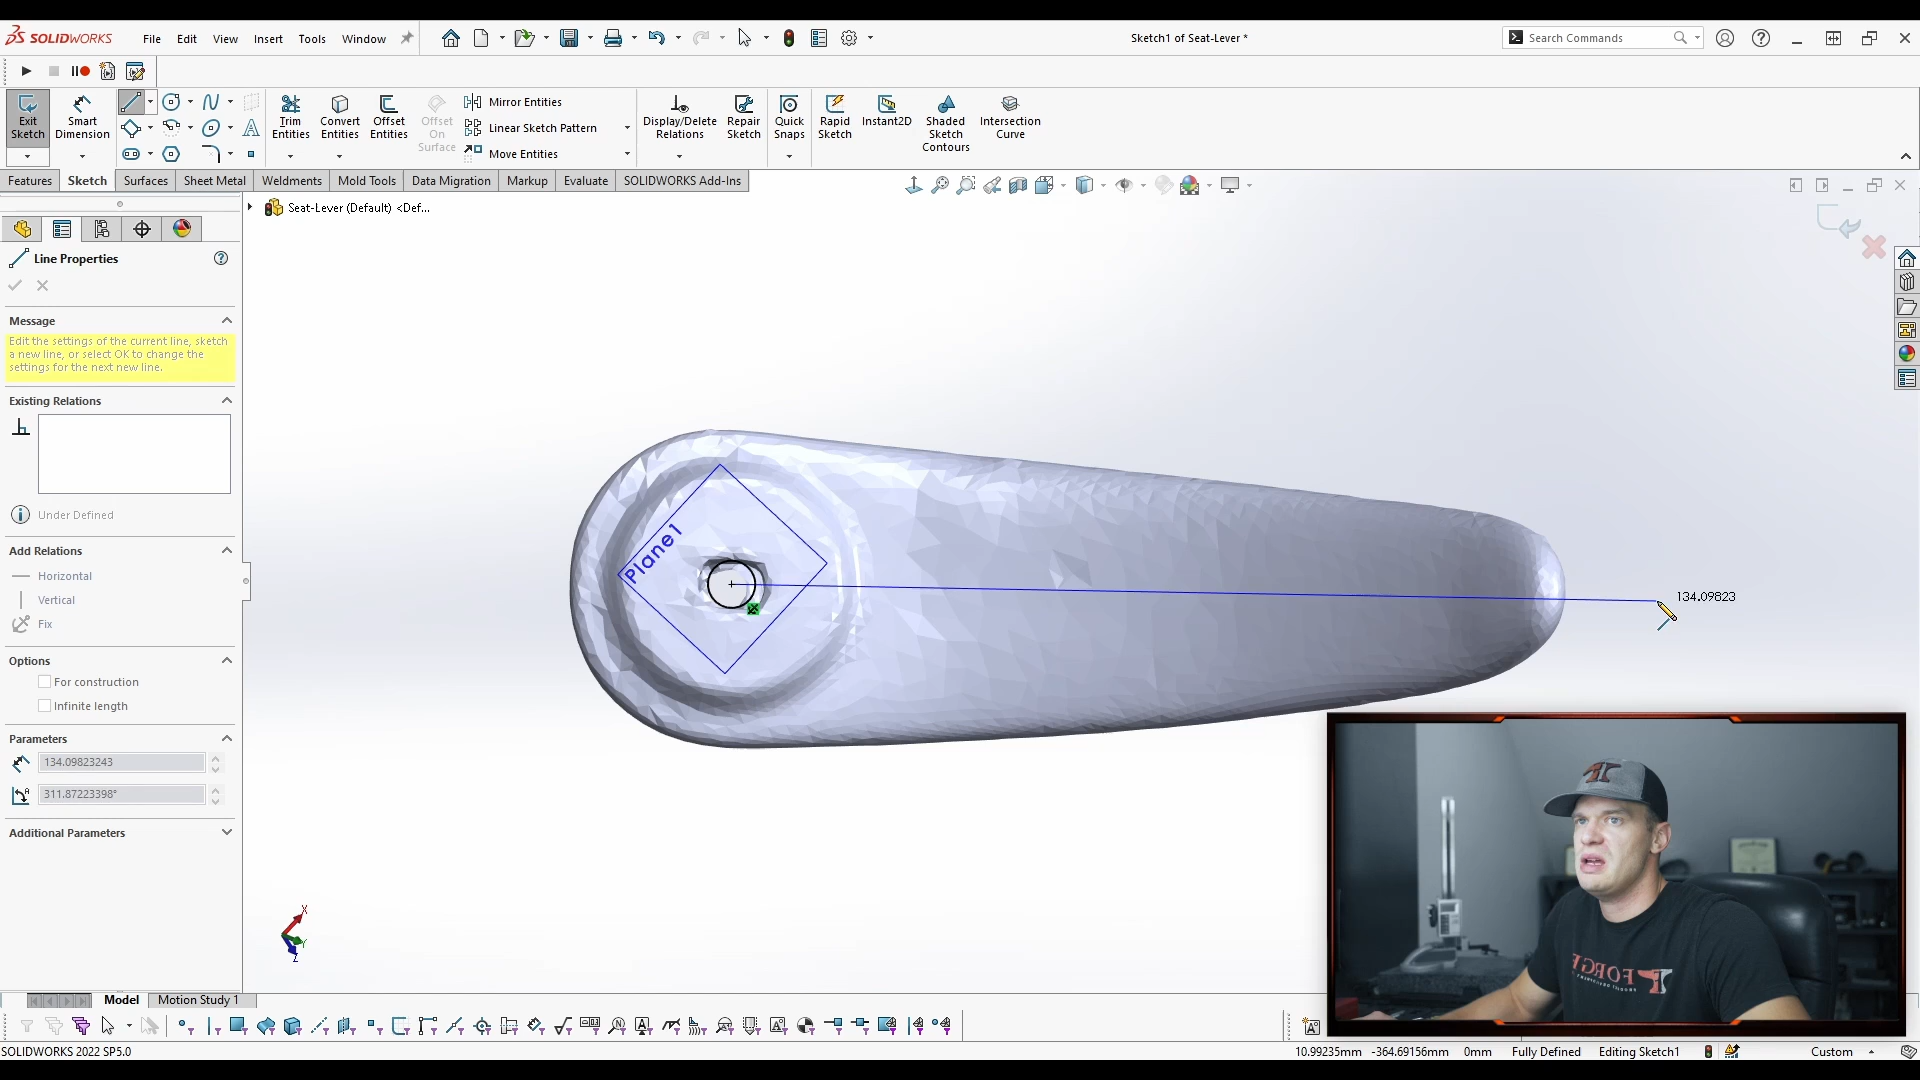 SOLIDWORKS File Edit View Insert Tools Window Sketch1 of Seat-Lever * Search Commands
Exit Sketch
Smart Dimension
Trim Entities
Convert Entities
Offset Entities
Offset On Surface
Mirror Entities
Linear Sketch Pattern
Move Entities
Display/Delete Relations
Repair Sketch
Quick Snaps
Rapid Sketch
Instant2D
Shaded Sketch Contours
Intersection Curve
Features Sketch Surfaces Sheet Metal Weldments Mold Tools Data Migration Markup Evaluate SOLIDWORKS Add-Ins
Seat-Lever (Default) <Def...
Line Properties
Message
Edit the settings of the current line, sketch
a new line, or select OK to change the
settings for the next new line.
Existing Relations
Under Defined
Add Relations
Horizontal
Vertical
Fix
Options
For construction
Infinite length
Parameters
134.09823243
311.87223398°
Additional Parameters
Plane1
134.09823
X
Y
Z
FORGE
Model Motion Study 1
SOLIDWORKS 2022 SP5.0
10.99235mm -364.69156mm 0mm Fully Defined Editing Sketch1 Custom